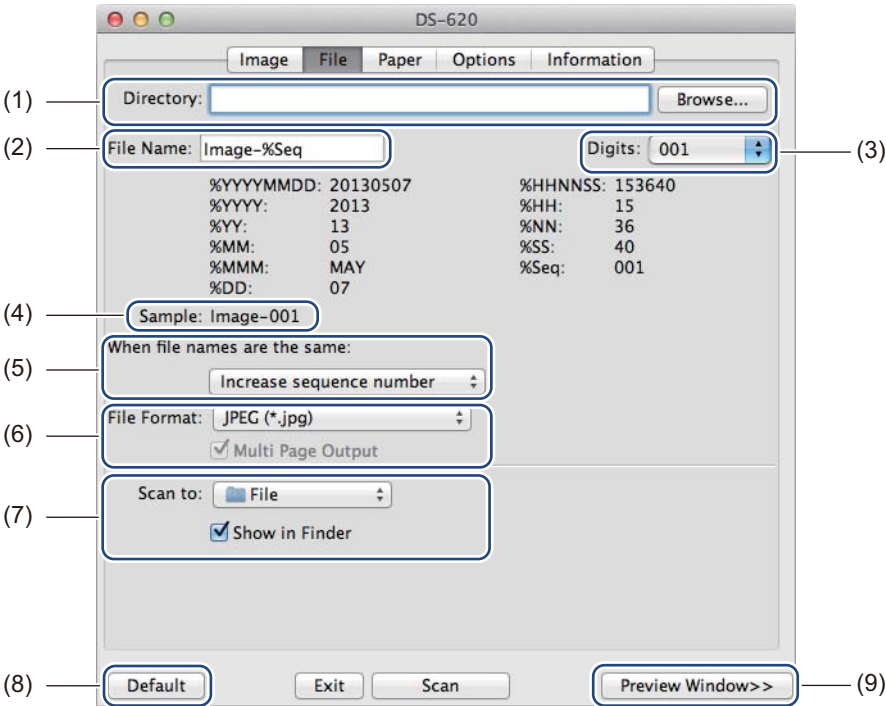 DS-620
Image File Paper Options Information
(1) Directory: Browse...
(2) File Name: Image-%Seq Digits: 001 (3)
%YYYYMMDD: 20130507 %HHNNSS: 153640
%YYYY: 2013 %HH: 15
%YY: 13 %NN: 36
%MM: 05 %SS: 40
%MMM: MAY %Seq: 001
%DD: 07
(4) Sample: Image-001
When file names are the same:
(5) Increase sequence number
File Format: JPEG (*.jpg)
(6) Multi Page Output
Scan to: File
(7) Show in Finder
(8) Default Exit Scan Preview Window>> (9)